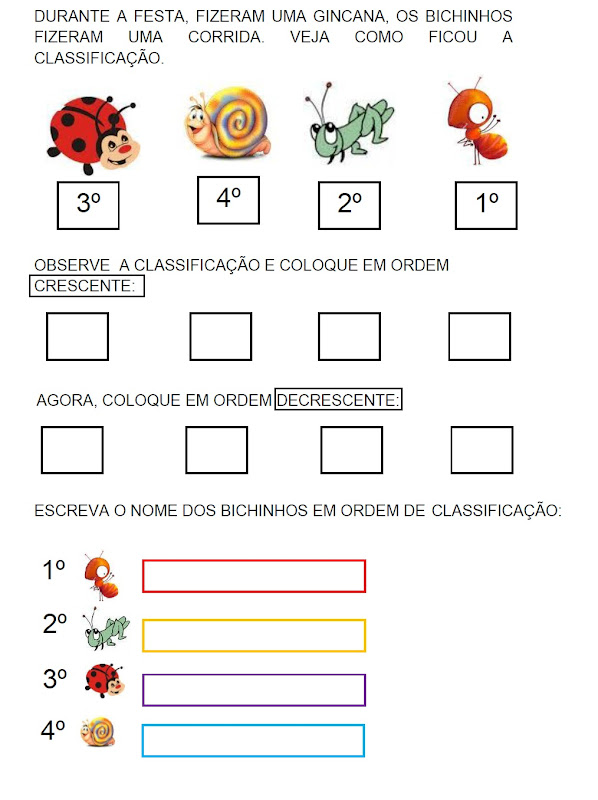 DURANTE A FESTA, FIZERAM UMA GINCANA, OS BICHINHOS
FIZERAM UMA CORRIDA. VEJA COMO FICOU A
CLASSIFICAÇÃO.
3º 4º 2º 1º
OBSERVE A CLASSIFICAÇÃO E COLOQUE EM ORDEM
CRESCENTE:
AGORA, COLOQUE EM ORDEM DECRESCENTE:
ESCREVA O NOME DOS BICHINHOS EM ORDEM DE CLASSIFICAÇÃO:
1º
2º
3º
4º